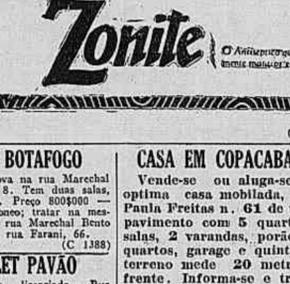 Zonite
O Antiseptico
BOTAFOGO
ova na rua Marechal
8. Tem duas salas,
. Preço 800$000 —
oneo; tratar na mes-
rua Marechal Bento
rua Farani, 66.
(C 1388)
LET PAVÃO
CASA EM COPACABA
Vende-se ou aluga-se
optima casa mobilada,
Paula Freitas n. 61 de
pavimento com 5 quart
salas, 2 varandas, porão
quartos, garage e quint
terreno mede 20 metr
frente. Informa-se e tr